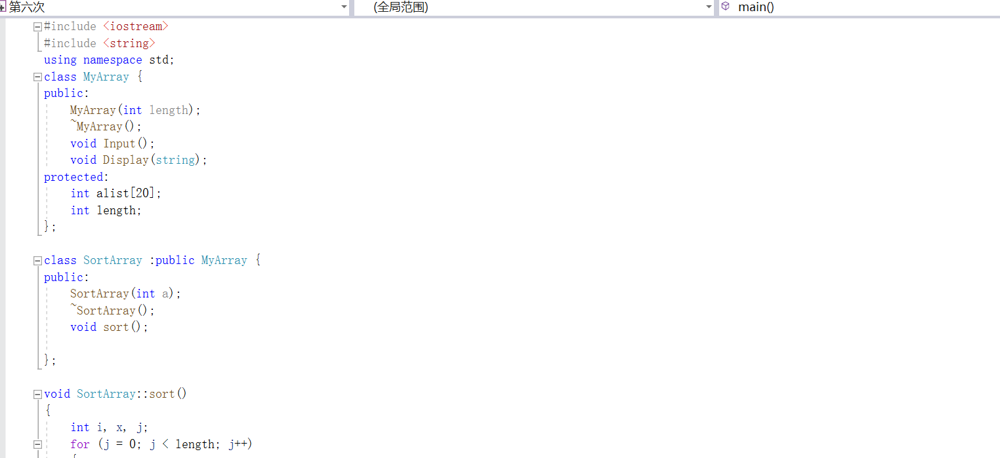 第六次 (全局范围) main()
#include <iostream>
#include <string>
using namespace std;
class MyArray {
public:
    MyArray(int length);
    ~MyArray();
    void Input();
    void Display(string);
protected:
    int alist[20];
    int length;
};
class SortArray :public MyArray {
public:
    SortArray(int a);
    ~SortArray();
    void sort();
};
void SortArray::sort()
{
    int i, x, j;
    for (j = 0; j < length; j++)
    {